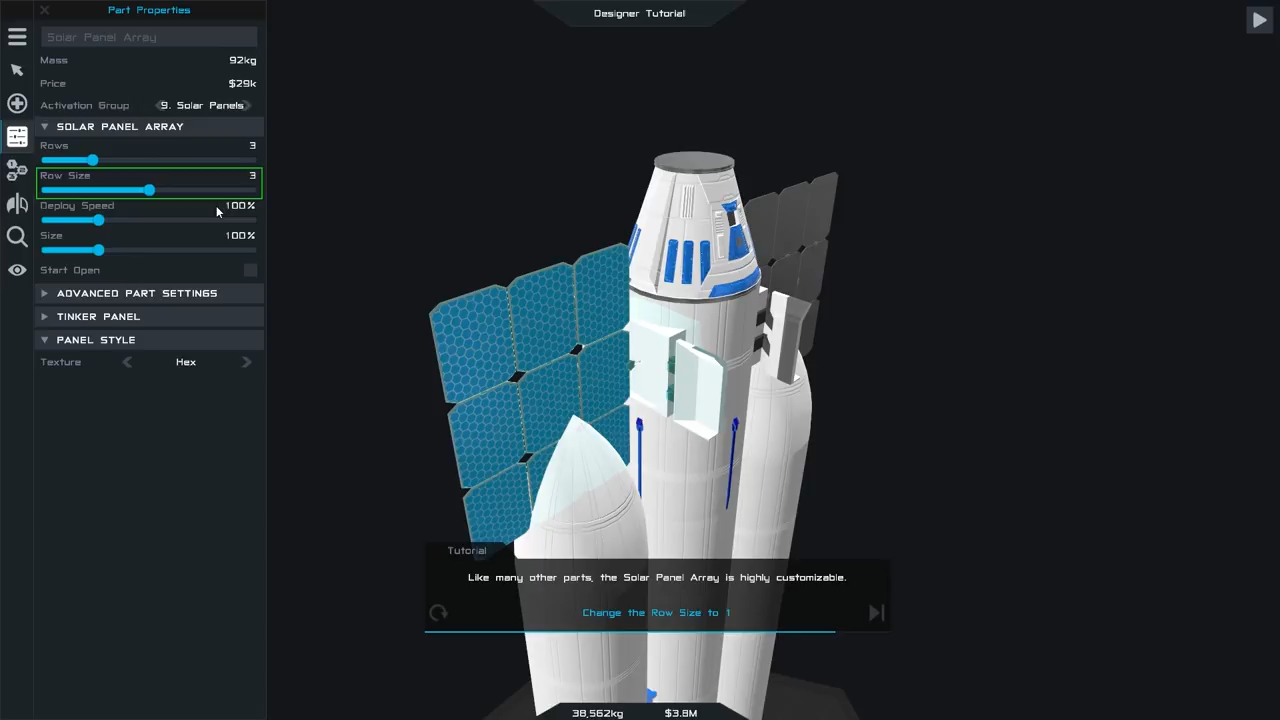 Part Properties
Designer Tutorial
Solar Panel Array
Mass 92kg
Price $29k
Activation Group 9. Solar Panels
SOLAR PANEL ARRAY
Rows 3
Row Size 3
Deploy Speed 100%
Size 100%
Start Open
ADVANCED PART SETTINGS
TINKER PANEL
PANEL STYLE
Texture Hex
Tutorial
Like many other parts, the Solar Panel Array is highly customizable.
Change the Row Size to 1
38,562kg $3.8M